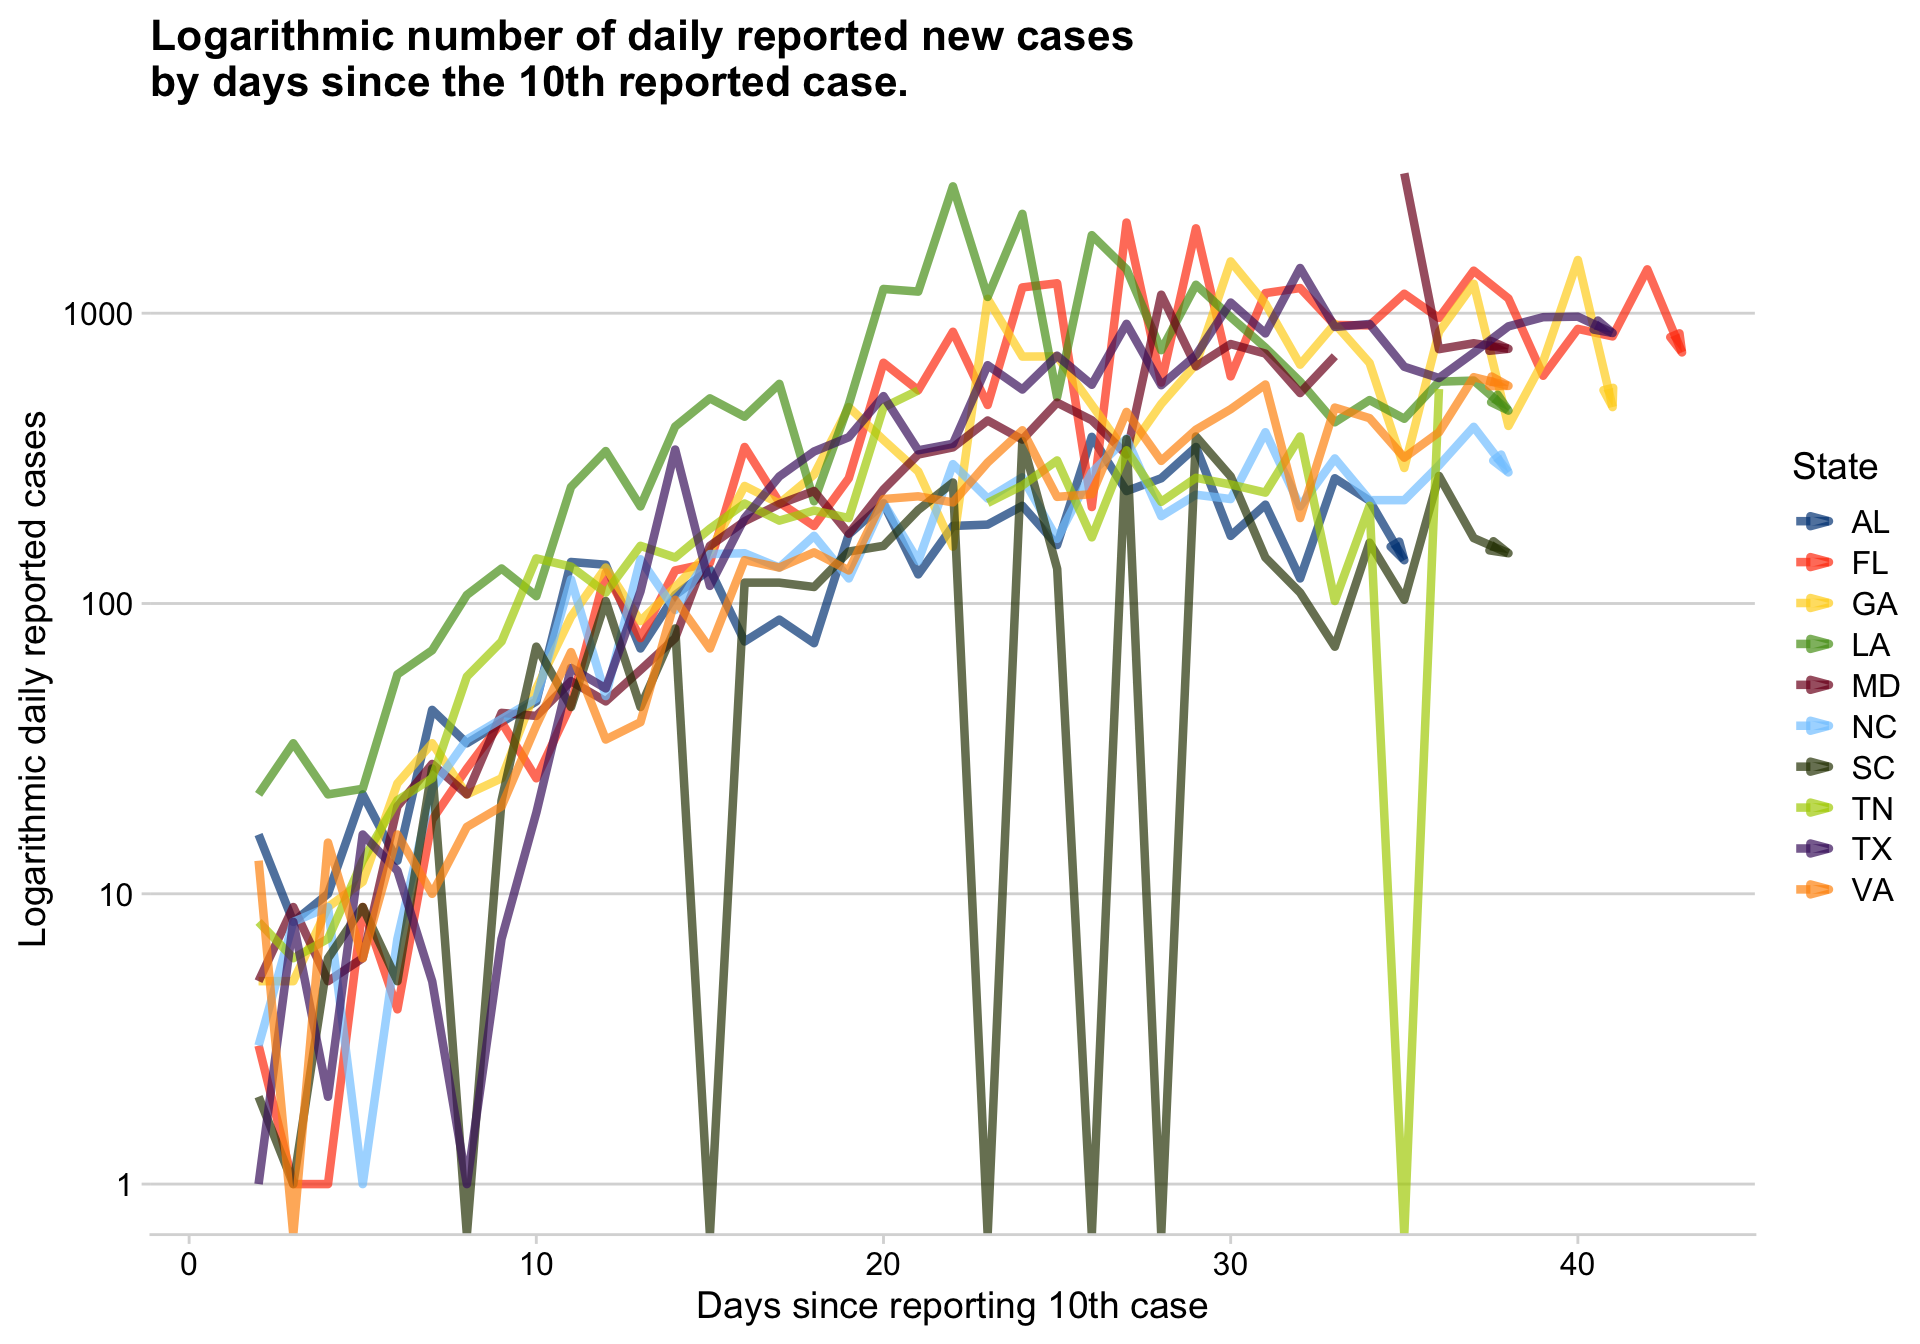 Logarithmic number of daily reported new cases
by days since the 10th reported case.
Logarithmic daily reported cases
1000
100
10
1
0
10
20
30
40
Days since reporting 10th case
State
AL
FL
GA
LA
MD
NC
SC
TN
TX
VA